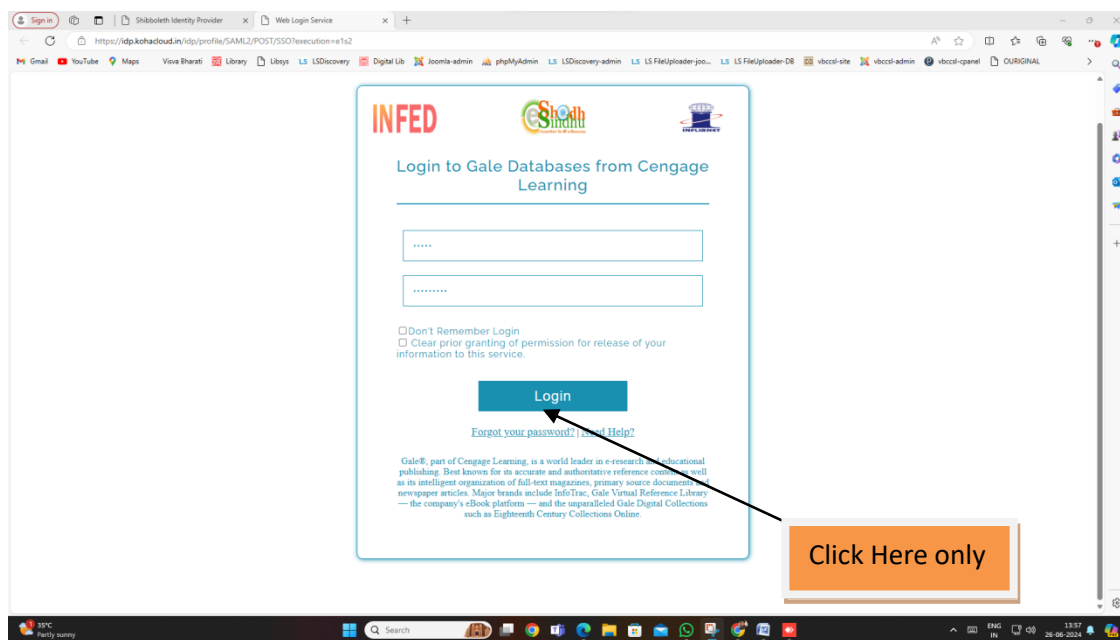 Sign in
Shibboleth Identity Provider
Web Login Service
https://idp.kohacloud.in/idp/profile/SAML2/POST/SSO?execution=e1s2
Gmail YouTube Maps Visva Bharati Library Libsys LS LSDiscovery Digital Lib Joomla-admin phpMyAdmin LS LSDiscovery-admin LS LS FileUploader-joo... LS LS FileUploader-DB vbccsl-site vbccsl-admin vbccsl-cpanel OURIGINAL
INFED
eShodh
Sindhu
INFLIBNET
Login to Gale Databases from Cengage
Learning
.....
.........
Don't Remember Login
Clear prior granting of permission for release of your
information to this service.
Login
Forgot your password? | Need Help?
Gale®, part of Cengage Learning, is a world leader in e-research and educational
publishing. Best known for its accurate and authoritative reference content as well
as its intelligent organization of full-text magazines, primary source documents and
newspaper articles. Major brands include InfoTrac, Gale Virtual Reference Library
— the company's eBook platform — and the unparalleled Gale Digital Collections
such as Eighteenth Century Collections Online.
Click Here only
35°C
Partly sunny
Search
ENG
IN
13:57
26-06-2024